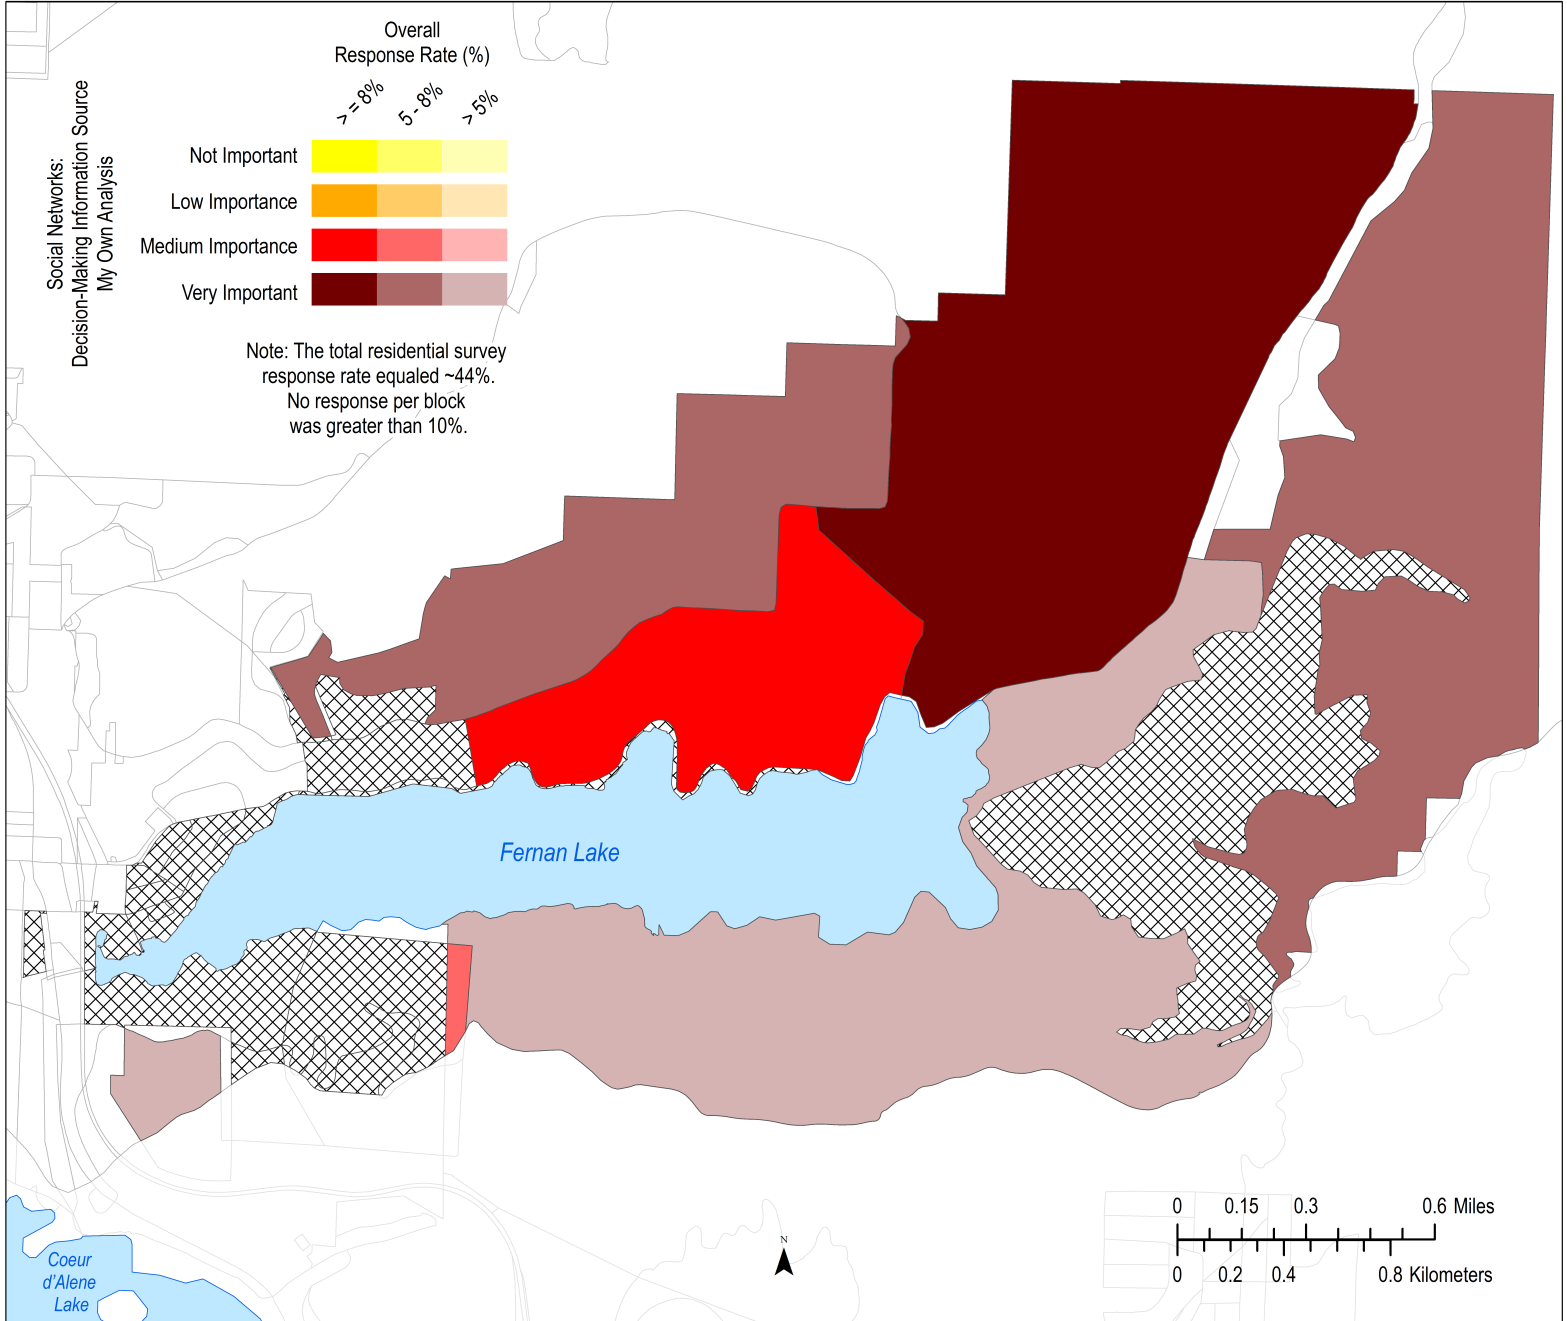 Overall
Response Rate (%)
> = 8%
5 - 8%
> 5%
Social Networks:
Decision-Making Information Source
My Own Analysis
Not Important
Low Importance
Medium Importance
Very Important
Note: The total residential survey
response rate equaled ~44%.
No response per block
was greater than 10%.
Fernan Lake
Coeur
d'Alene
Lake
N
0 0.15 0.3 0.6 Miles
0 0.2 0.4 0.8 Kilometers